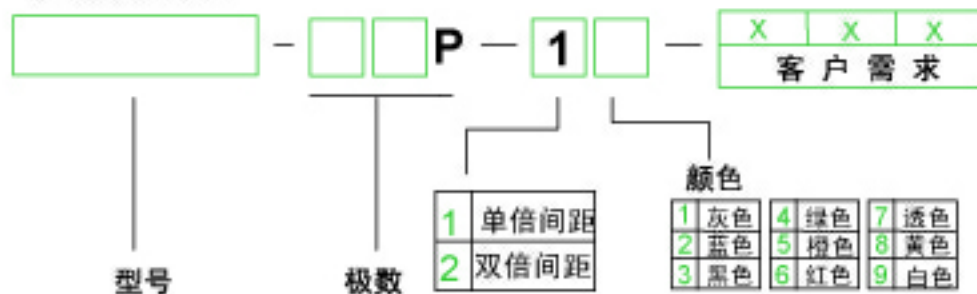 P 1 X X X
客户需求
颜色
1 单倍间距
2 双倍间距
1 灰色 4 绿色 7 透色
2 蓝色 5 橙色 8 黄色
3 黑色 6 红色 9 白色
型号 极数